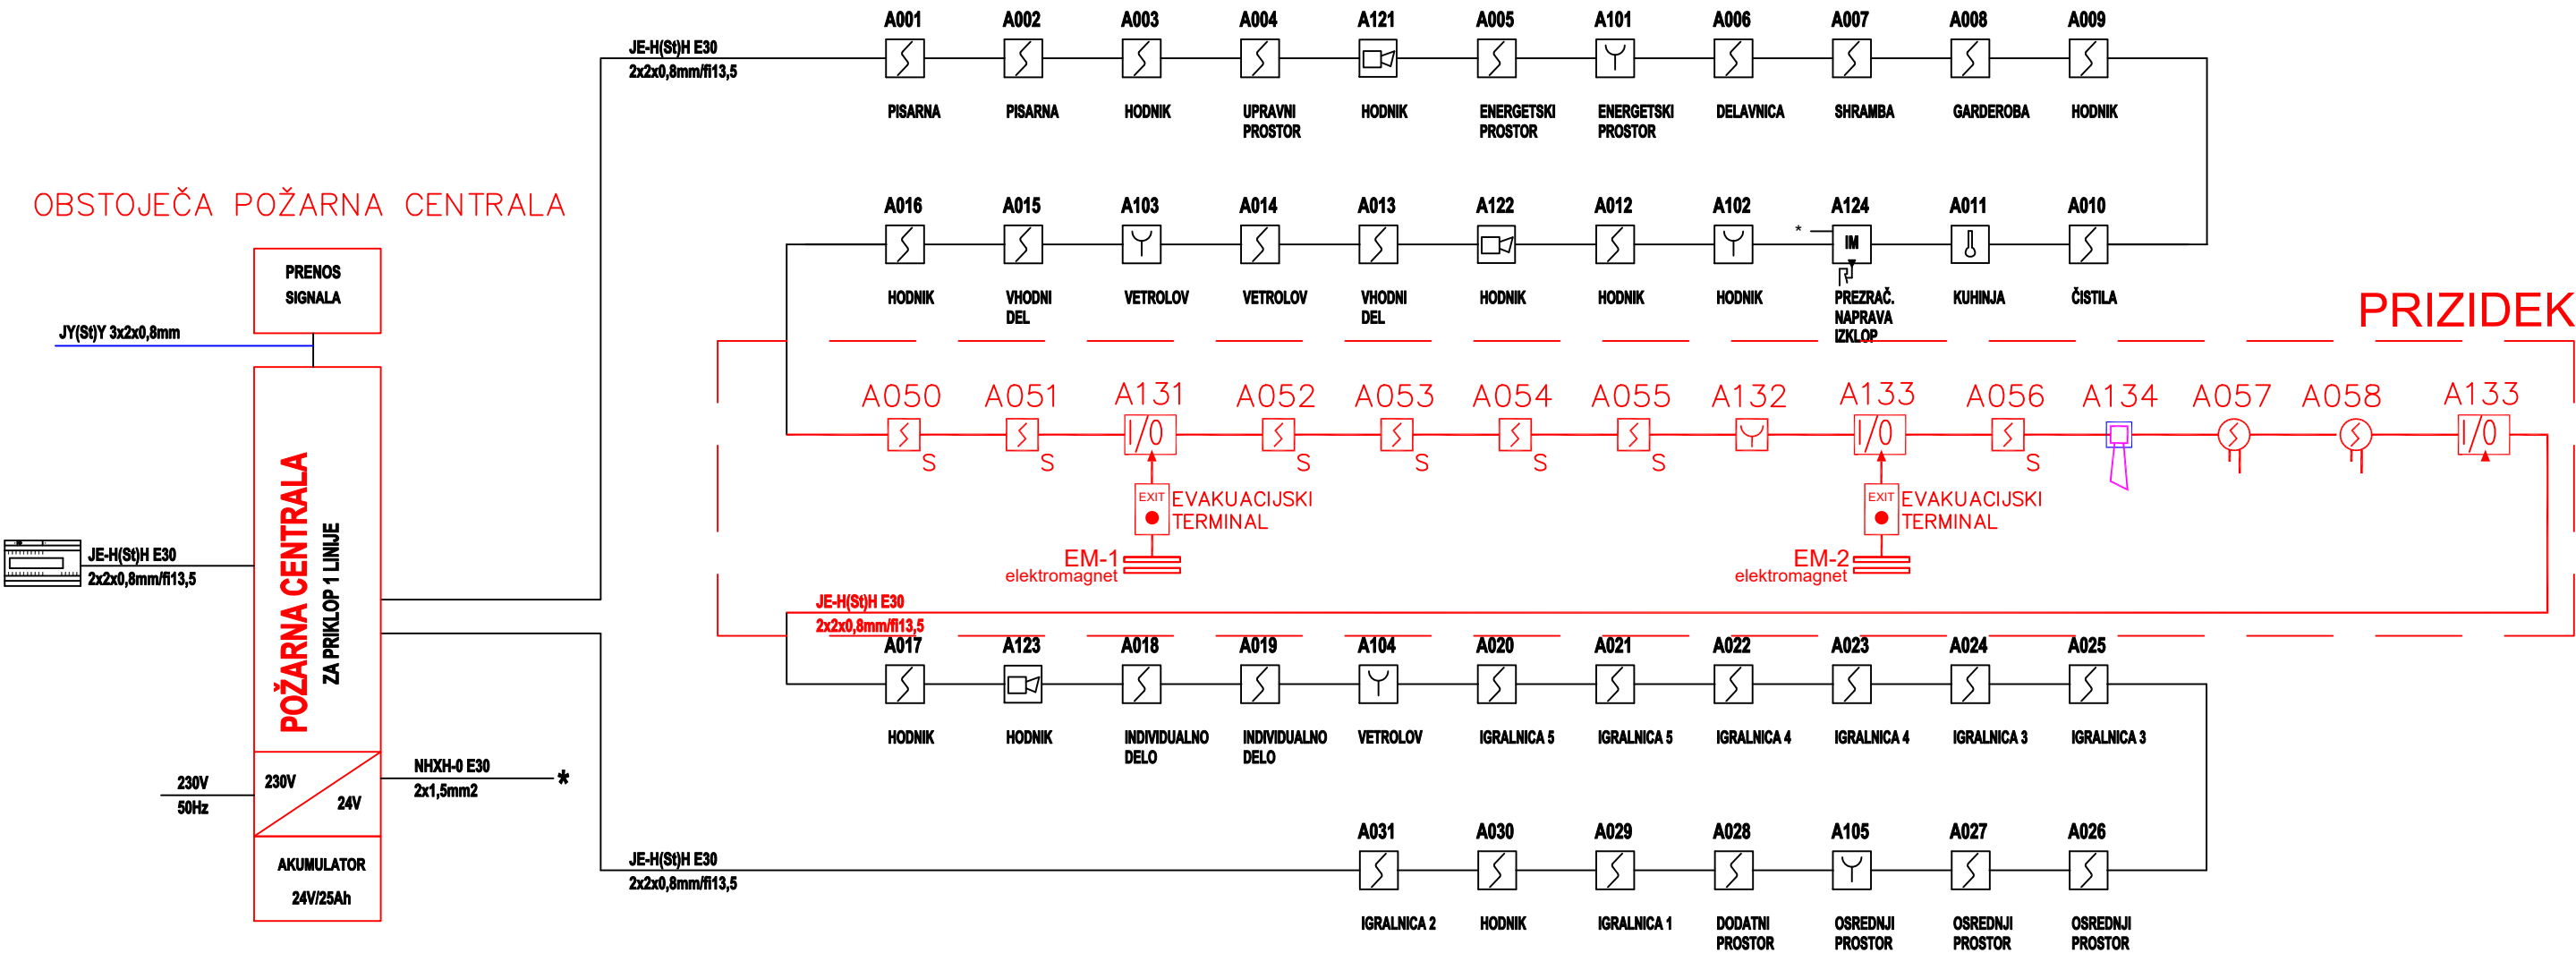 A001 A002 A003 A004 A121 A005 A101 A006 A007 A008 A009
JE-H(St)H E30
2x2x0,8mm/fi13,5
PISARNA PISARNA HODNIK UPRAVNI HODNIK ENERGETSKI ENERGETSKI DELAVNICA SHRAMBA GARDEROBA HODNIK
PROSTOR PROSTOR PROSTOR
OBSTOJEČA POŽARNA CENTRALA
A016 A015 A103 A014 A013 A122 A012 A102 A124 A011 A010
* IM
HODNIK VHODNI VETROLOV VETROLOV VHODNI HODNIK HODNIK HODNIK PREZRAČ. KUHINJA ČISTILA
DEL DEL NAPRAVA
IZKLOP
PRIZIDEK
PRENOS
SIGNALA
JY(St)Y 3x2x0,8mm
A050 A051 A131 A052 A053 A054 A055 A132 A133 A056 A134 A057 A058 A133
I/O I/O I/O
S S S S S S S
EXIT EVAKUACIJSKI
TERMINAL
EM-1
elektromagnet
EXIT EVAKUACIJSKI
TERMINAL
EM-2
elektromagnet
POŽARNA CENTRALA
ZA PRIKLOP 1 LINIJE
JE-H(St)H E30
2x2x0,8mm/fi13,5
JE-H(St)H E30
2x2x0,8mm/fi13,5
A017 A123 A018 A019 A104 A020 A021 A022 A023 A024 A025
HODNIK HODNIK INDIVIDUALNO INDIVIDUALNO VETROLOV IGRALNICA 5 IGRALNICA 5 IGRALNICA 4 IGRALNICA 4 IGRALNICA 3 IGRALNICA 3
DELO DELO
230V
50Hz
230V
24V
NHXH-0 E30
2x1,5mm2
*
AKUMULATOR
24V/25Ah
JE-H(St)H E30
2x2x0,8mm/fi13,5
A031 A030 A029 A028 A105 A027 A026
IGRALNICA 2 HODNIK IGRALNICA 1 DODATNI OSREDNJI OSREDNJI OSREDNJI
PROSTOR PROSTOR PROSTOR PROSTOR